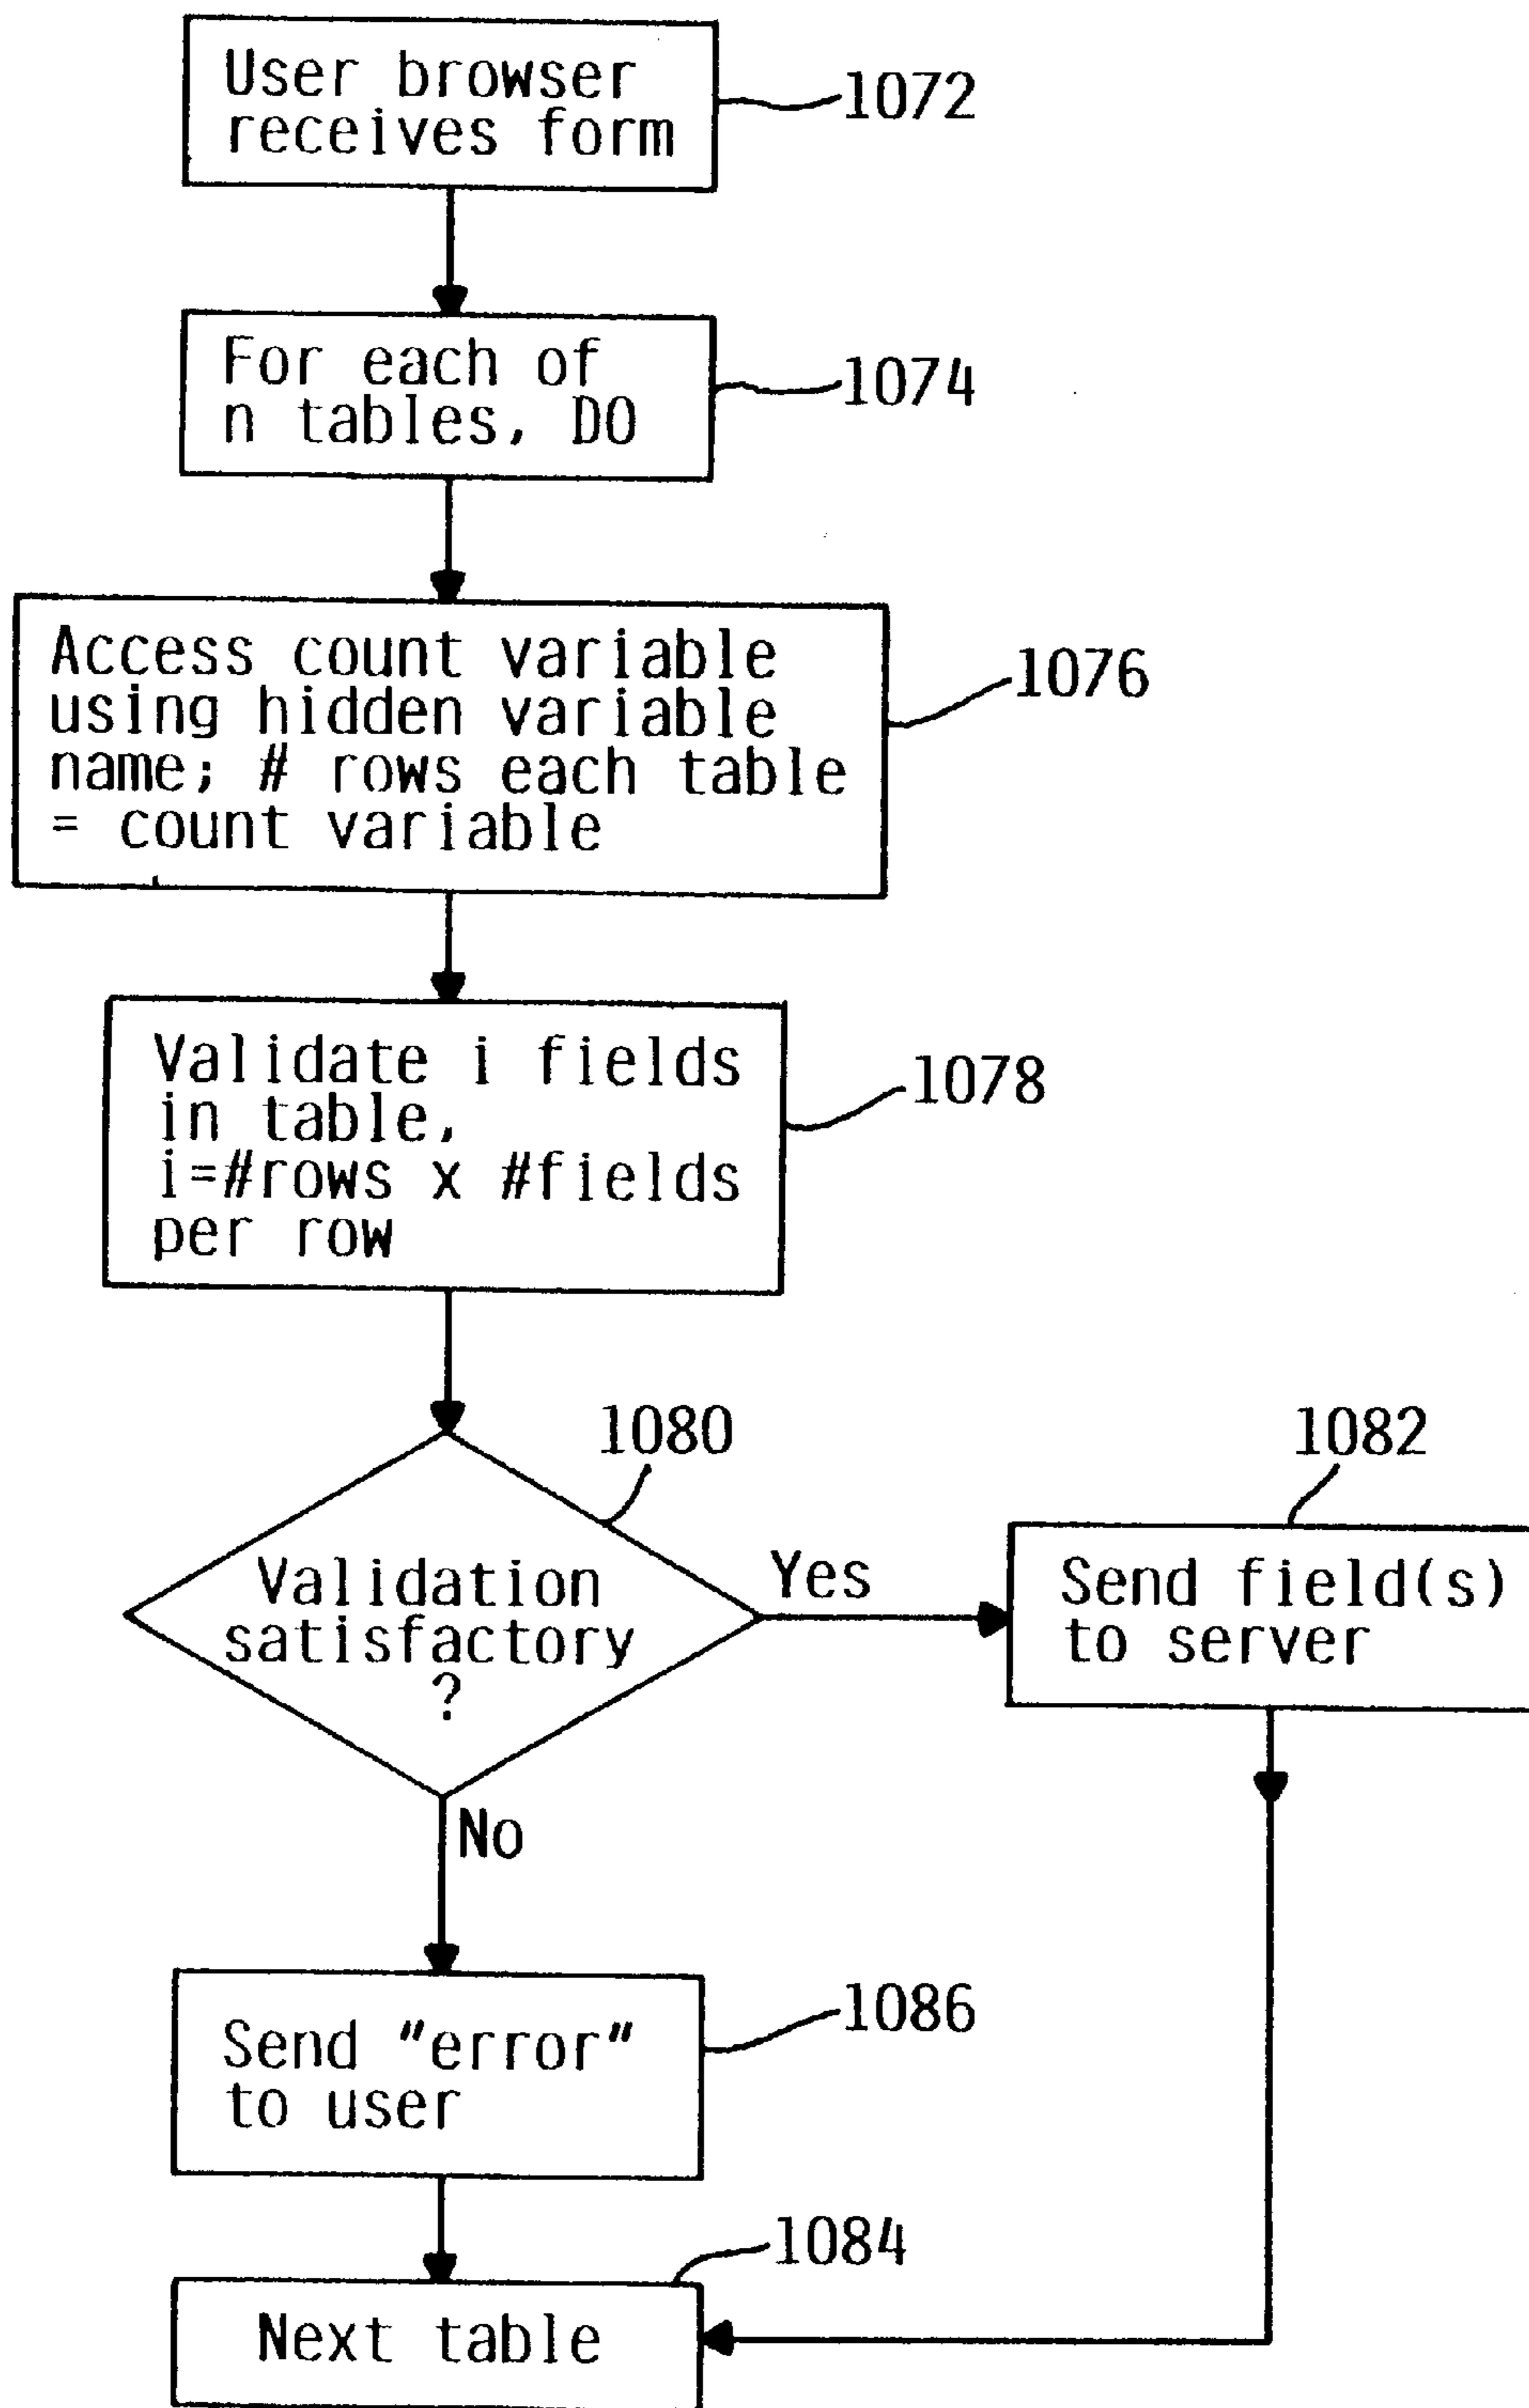 User browser
receives form
1072
For each of
n tables, DO
1074
Access count variable
using hidden variable
name; # rows each table
= count variable
1076
Validate i fields
in table,
i=#rows x #fields
per row
1078
1080
Validation
satisfactory
?
Yes
1082
Send field(s)
to server
No
Send "error"
to user
1086
1084
Next table